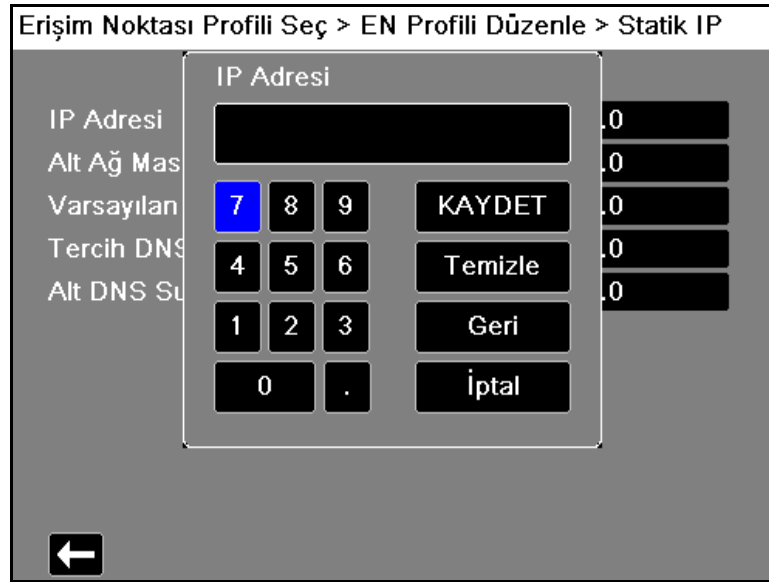 Erişim Noktası Profili Seç > EN Profili Düzenle > Statik IP
IP Adresi
IP Adresi .0
Alt Ağ Mas .0
Varsayılan .0
Tercih DNS .0
Alt DNS Su .0
7 8 9 KAYDET
4 5 6 Temizle
1 2 3 Geri
0 . İptal